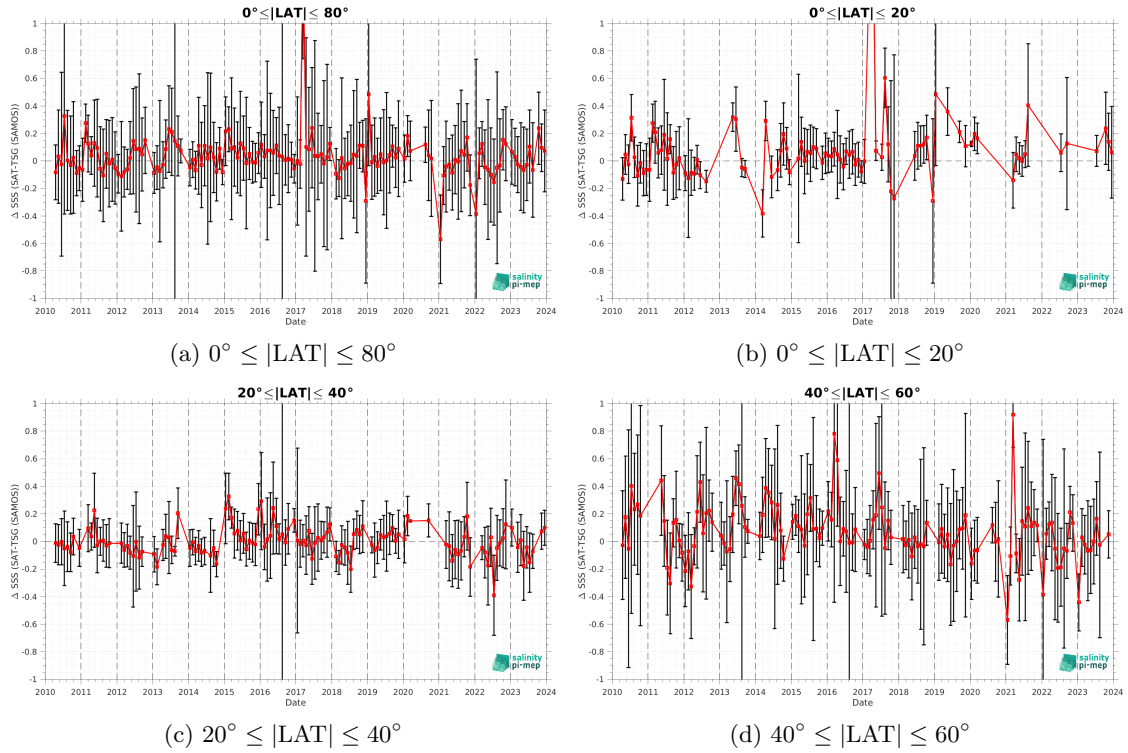 0°≤|LAT|≤ 80°
Δ SSS (SAT-TSG (SAMOS))
1
0.8
0.6
0.4
0.2
0
-0.2
-0.4
-0.6
-0.8
-1
2010 2011 2012 2013 2014 2015 2016 2017 2018 2019 2020 2021 2022 2023 2024
Date
salinity
pi-mep
(a) 0° ≤ |LAT| ≤ 80°
0°≤|LAT|≤ 20°
Δ SSS (SAT-TSG (SAMOS))
1
0.8
0.6
0.4
0.2
0
-0.2
-0.4
-0.6
-0.8
-1
2010 2011 2012 2013 2014 2015 2016 2017 2018 2019 2020 2021 2022 2023 2024
Date
salinity
pi-mep
(b) 0° ≤ |LAT| ≤ 20°
20°≤|LAT|≤ 40°
Δ SSS (SAT-TSG (SAMOS))
1
0.8
0.6
0.4
0.2
0
-0.2
-0.4
-0.6
-0.8
-1
2010 2011 2012 2013 2014 2015 2016 2017 2018 2019 2020 2021 2022 2023 2024
Date
salinity
pi-mep
(c) 20° ≤ |LAT| ≤ 40°
40°≤|LAT|≤ 60°
Δ SSS (SAT-TSG (SAMOS))
1
0.8
0.6
0.4
0.2
0
-0.2
-0.4
-0.6
-0.8
-1
2010 2011 2012 2013 2014 2015 2016 2017 2018 2019 2020 2021 2022 2023 2024
Date
salinity
pi-mep
(d) 40° ≤ |LAT| ≤ 60°